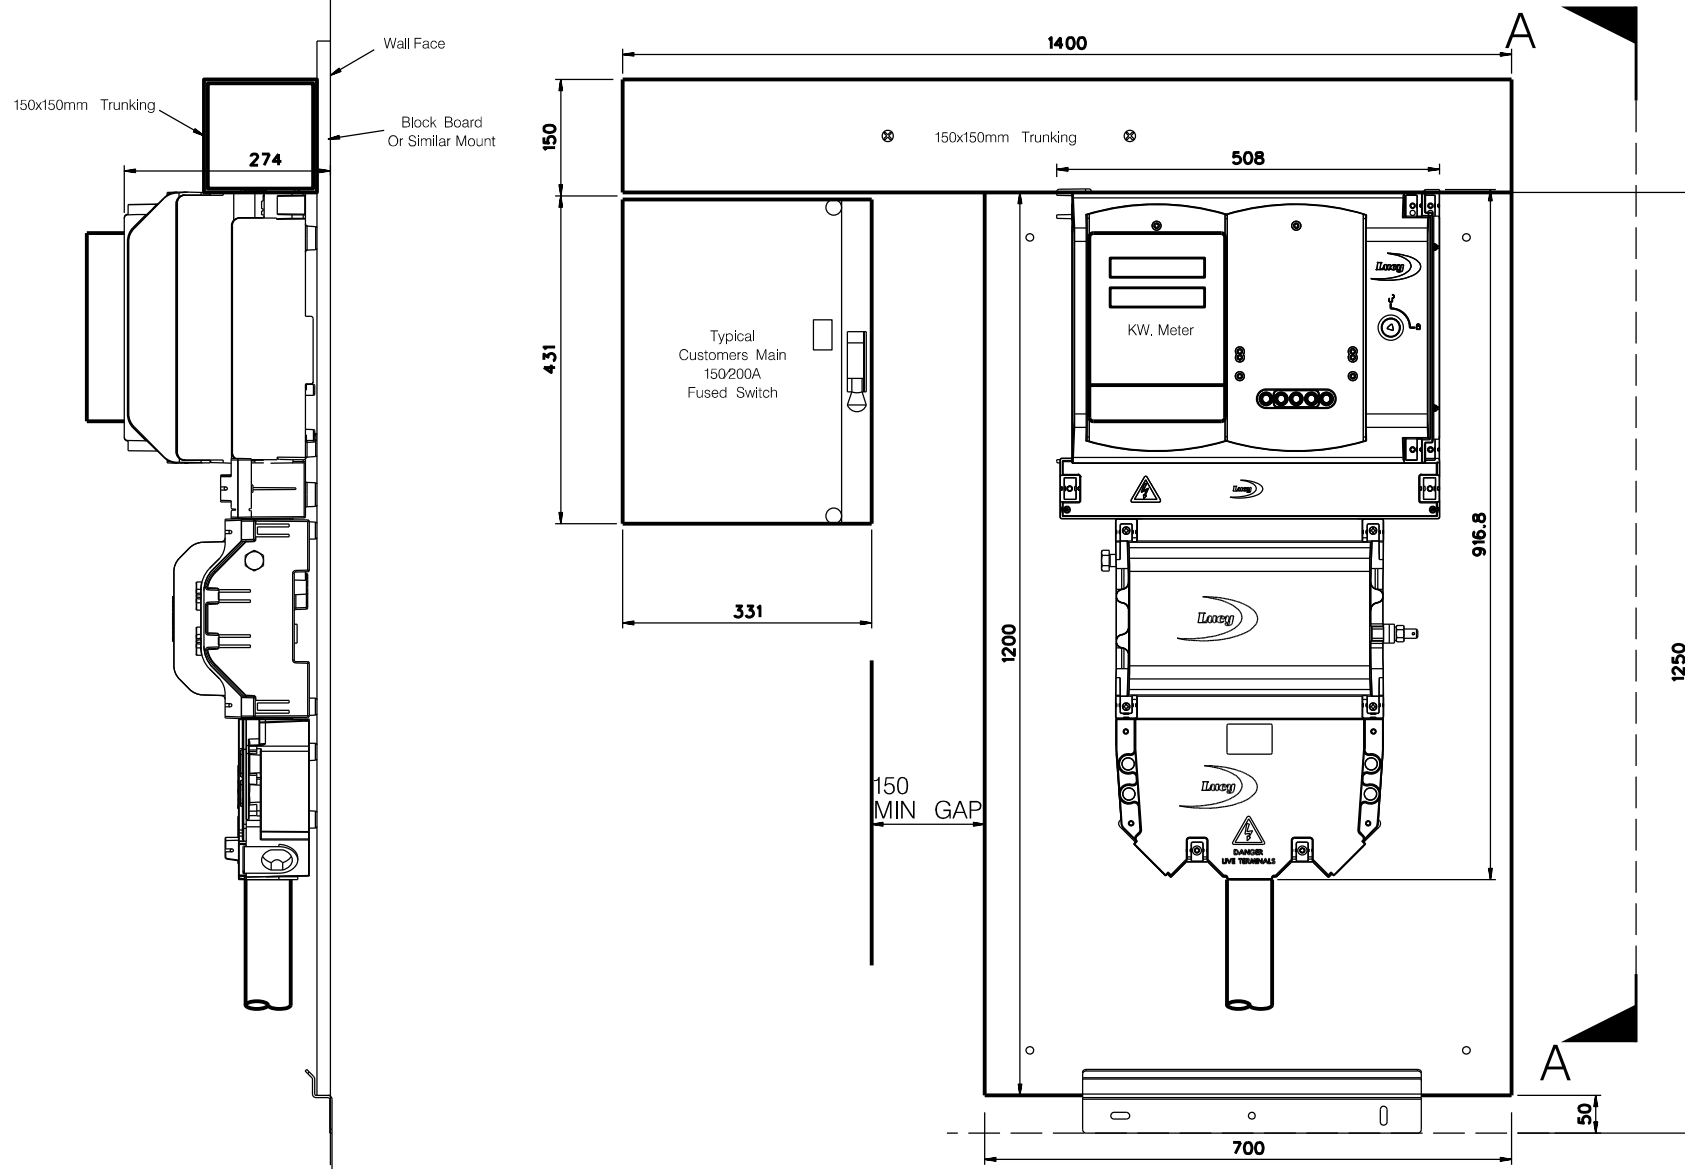 Wall Face
150x150mm Trunking
Block Board
Or Similar Mount
274
1400
A
150
150x150mm Trunking
508
431
Typical
Customers Main
150/200A
Fused Switch
331
KW. Meter
Lucy
Lucy
916.8
Lucy
1200
1250
150
MIN GAP
Lucy
DANGER
LIVE TERMINALS
A
50
700